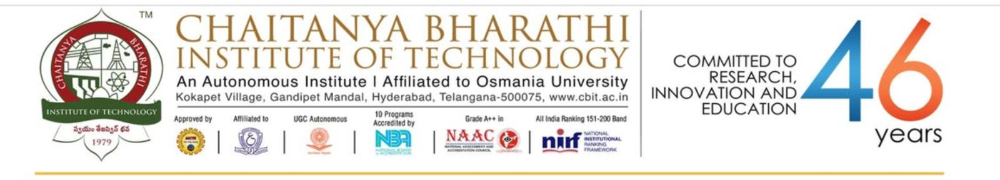 TM
CHAITANYA BHARATHI
INSTITUTE OF TECHNOLOGY
స్వయం తేజస్విన్ భవ
1979
CHAITANYA BHARATHI
INSTITUTE OF TECHNOLOGY
An Autonomous Institute | Affiliated to Osmania University
Kokapet Village, Gandipet Mandal, Hyderabad, Telangana-500075, www.cbit.ac.in
Approved by
AICTE
Affiliated to
UGC Autonomous
10 Programs
Accredited by
NBA
NATIONAL BOARD
of ACCREDITATION
Grade A++ in
NAAC
NATIONAL ASSESSMENT AND
ACCREDITATION COUNCIL
All India Ranking 151-200 Band
nirf
NATIONAL
INSTITUTIONAL
RANKING
FRAMEWORK
COMMITTED TO
RESEARCH,
INNOVATION AND
EDUCATION
46
years